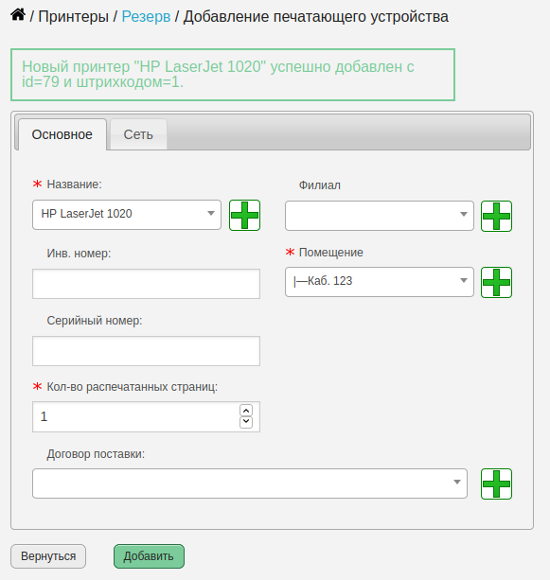 / Принтеры / Резерв / Добавление печатающего устройства
Новый принтер "HP LaserJet 1020" успешно добавлен с
id=79 и штрихкодом=1.
Основное Сеть
* Название: Филиал
HP LaserJet 1020
Инв. номер: * Помещение
|—Каб. 123
Серийный номер:
* Кол-во распечатанных страниц:
1
Договор поставки:
Вернуться Добавить